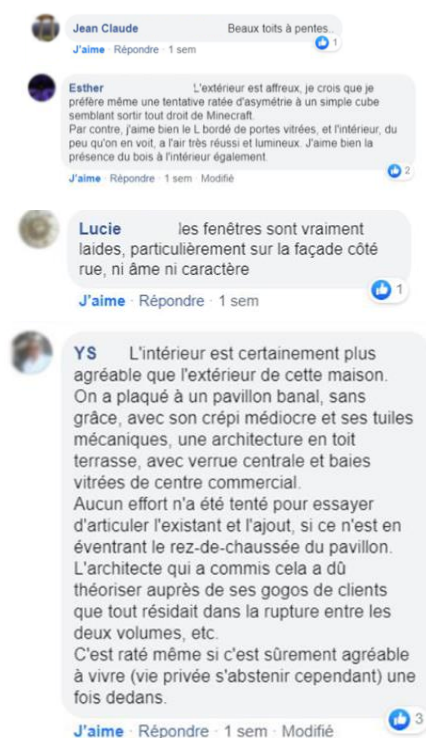 Jean Claude Beaux toits à pentes..
J'aime · Répondre · 1 sem
1
Esther L'extérieur est affreux, je crois que je
préfère même une tentative ratée d'asymétrie à un simple cube
semblant sortir tout droit de Minecraft.
Par contre, j'aime bien le L bordé de portes vitrées, et l'intérieur, du
peu qu'on en voit, a l'air très réussi et lumineux. J'aime bien la
présence du bois à l'intérieur également.
2
J'aime · Répondre · 1 sem · Modifié
Lucie les fenêtres sont vraiment
laides, particulièrement sur la façade côté
rue, ni âme ni caractère
1
J'aime · Répondre · 1 sem
YS L'intérieur est certainement plus
agréable que l'extérieur de cette maison.
On a plaqué à un pavillon banal, sans
grâce, avec son crépi médiocre et ses tuiles
mécaniques, une architecture en toit
terrasse, avec verrue centrale et baies
vitrées de centre commercial.
Aucun effort n'a été tenté pour essayer
d'articuler l'existant et l'ajout, si ce n'est en
éventrant le rez-de-chaussée du pavillon.
L'architecte qui a commis cela a dû
théoriser auprès de ses gogos de clients
que tout résidait dans la rupture entre les
deux volumes, etc.
C'est raté même si c'est sûrement agréable
à vivre (vie privée s'abstenir cependant) une
fois dedans.
3
J'aime · Répondre · 1 sem · Modifié